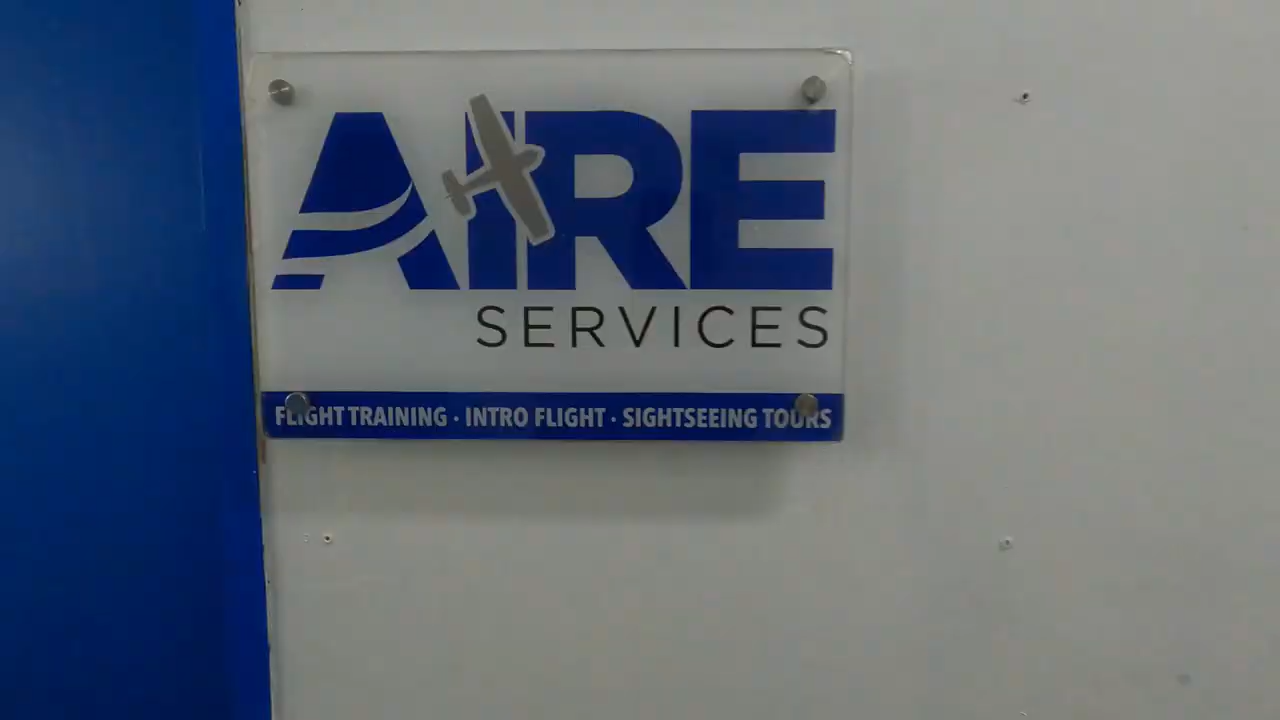 AIRE
SERVICES
FLIGHT TRAINING · INTRO FLIGHT · SIGHTSEEING TOURS